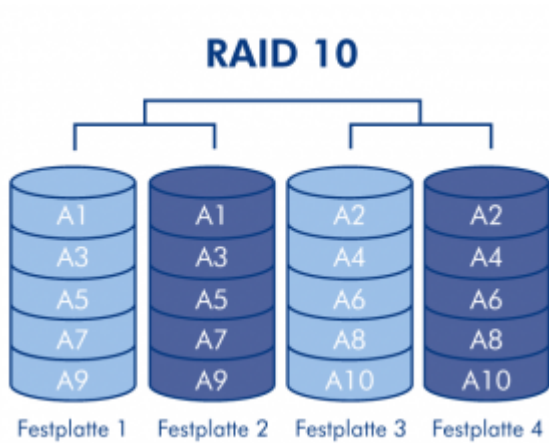 RAID 10
A1 A1 A2 A2
A3 A3 A4 A4
A5 A5 A6 A6
A7 A7 A8 A8
A9 A9 A10 A10
Festplatte 1 Festplatte 2 Festplatte 3 Festplatte 4